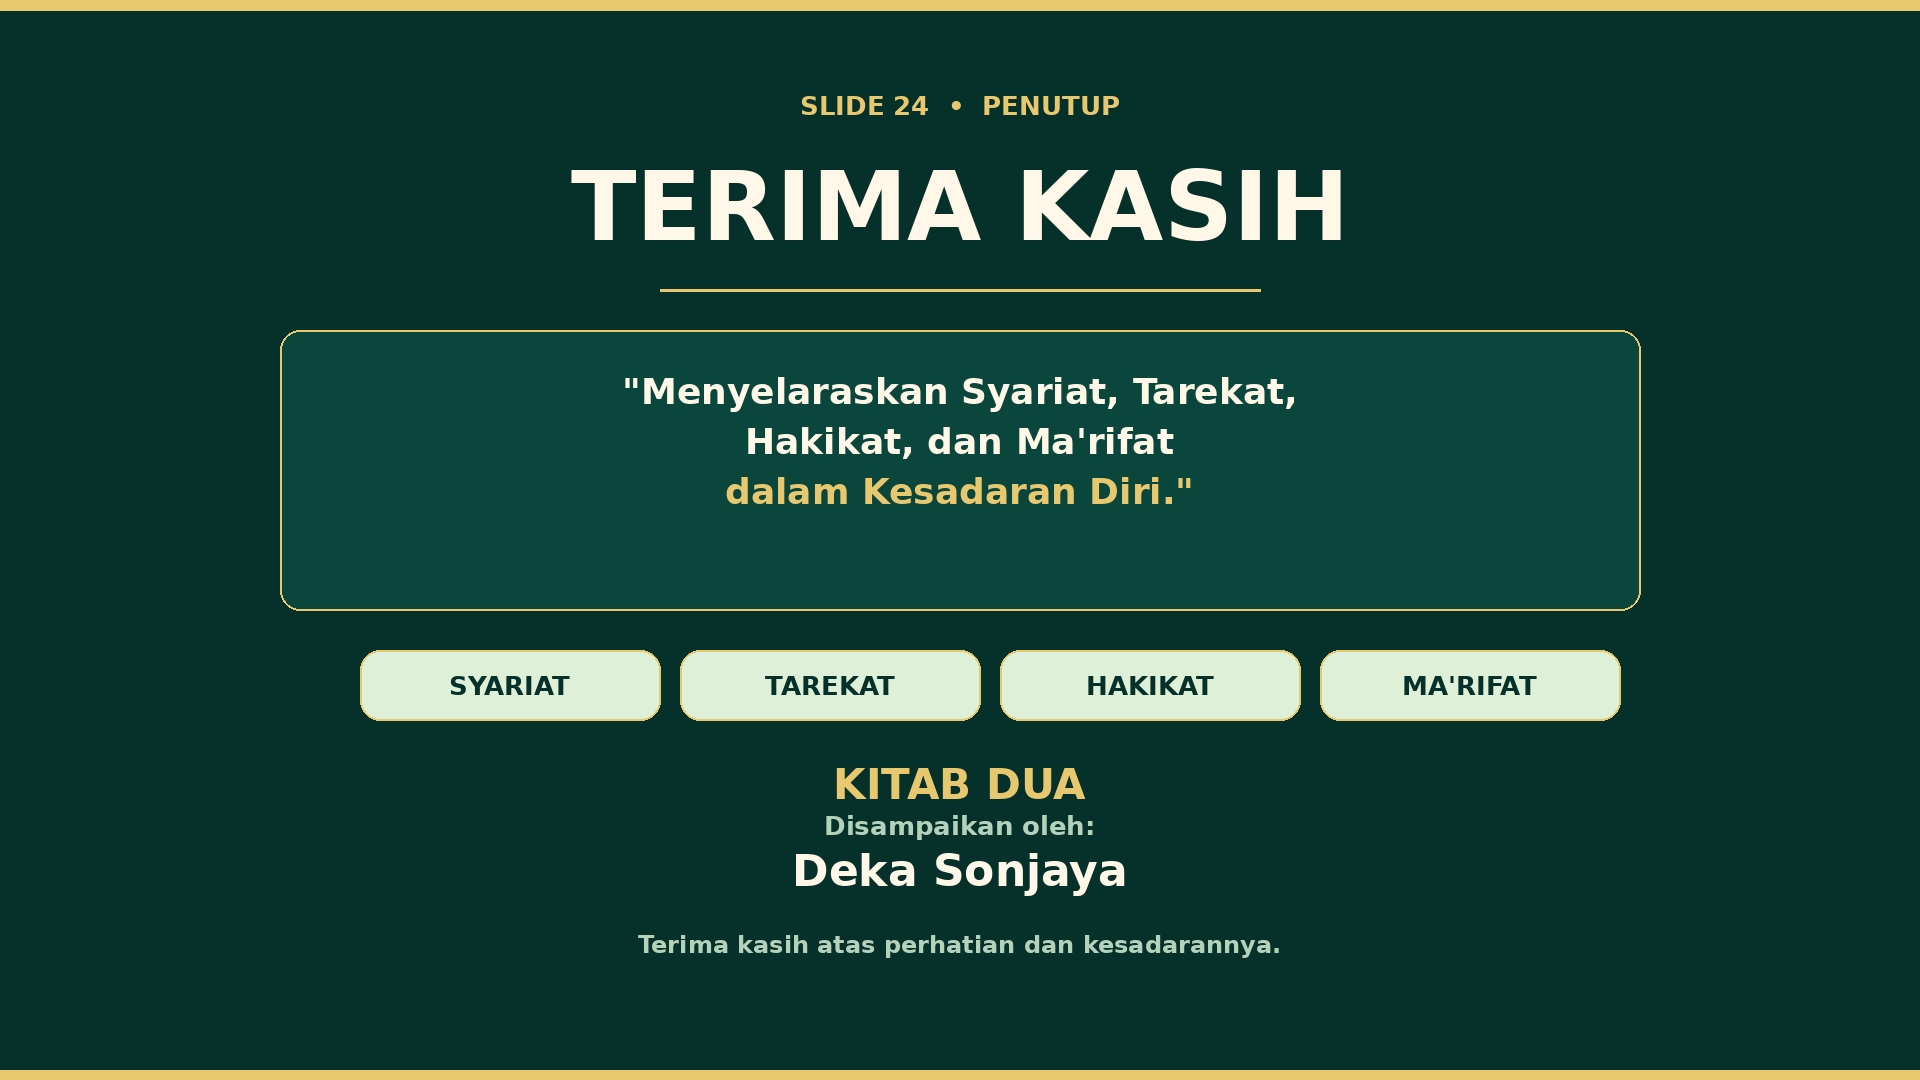 SLIDE 24 • PENUTUP
TERIMA KASIH
"Menyelaraskan Syariat, Tarekat,
Hakikat, dan Ma'rifat
dalam Kesadaran Diri."
SYARIAT TAREKAT HAKIKAT MA'RIFAT
KITAB DUA
Disampaikan oleh:
Deka Sonjaya
Terima kasih atas perhatian dan kesadarannya.